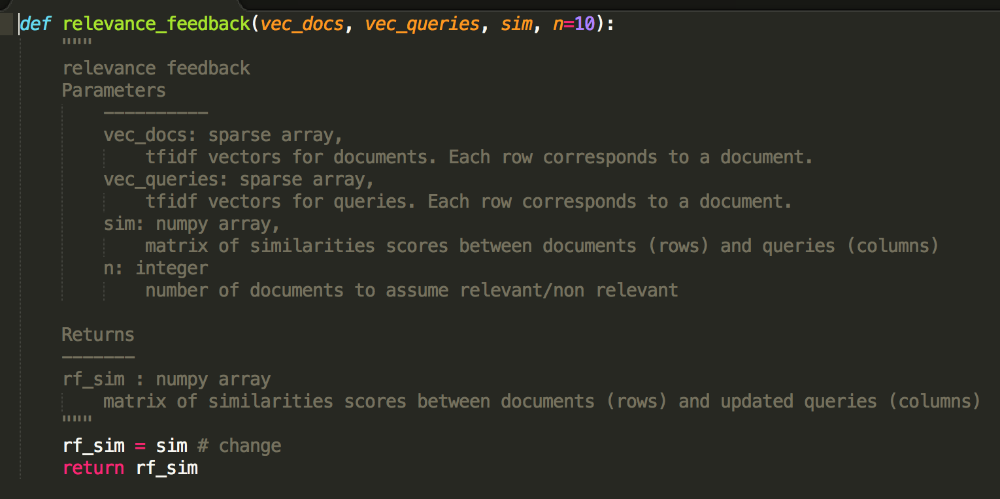 def relevance_feedback(vec_docs, vec_queries, sim, n=10):
    """
    relevance feedback
    Parameters
        ----------
        vec_docs: sparse array,
            tfidf vectors for documents. Each row corresponds to a document.
        vec_queries: sparse array,
            tfidf vectors for queries. Each row corresponds to a document.
        sim: numpy array,
            matrix of similarities scores between documents (rows) and queries (columns)
        n: integer
            number of documents to assume relevant/non relevant

    Returns
    -------
    rf_sim : numpy array
        matrix of similarities scores between documents (rows) and updated queries (columns)
    """
    rf_sim = sim # change
    return rf_sim